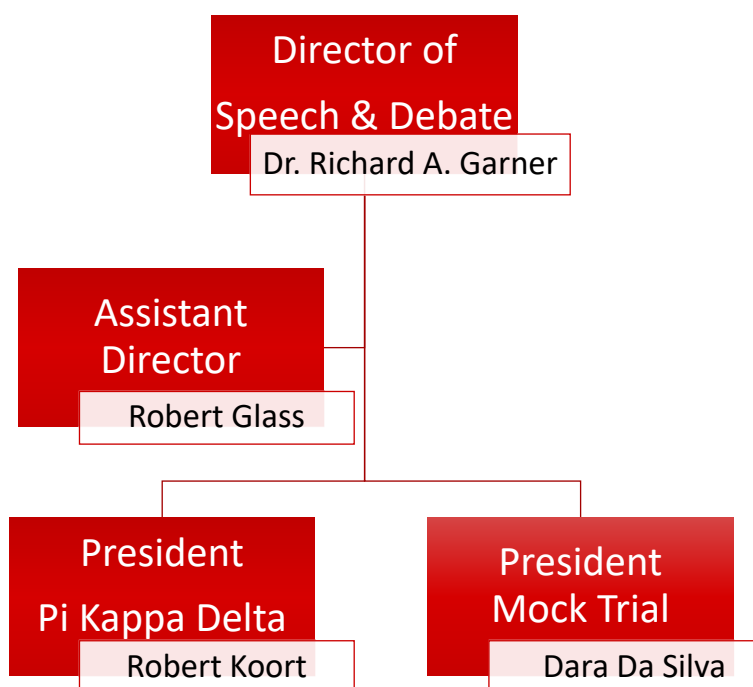 Director of
Speech & Debate
Dr. Richard A. Garner
Assistant
Director
Robert Glass
President
Pi Kappa Delta
Robert Koort
President
Mock Trial
Dara Da Silva